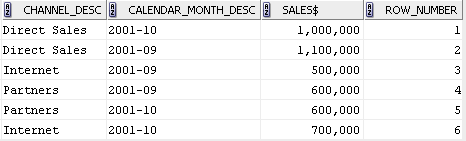 CHANNEL_DESC CALENDAR_MONTH_DESC SALES$ ROW_NUMBER
Direct Sales 2001-10 1,000,000 1
Direct Sales 2001-09 1,100,000 2
Internet 2001-09 500,000 3
Partners 2001-09 600,000 4
Partners 2001-10 600,000 5
Internet 2001-10 700,000 6